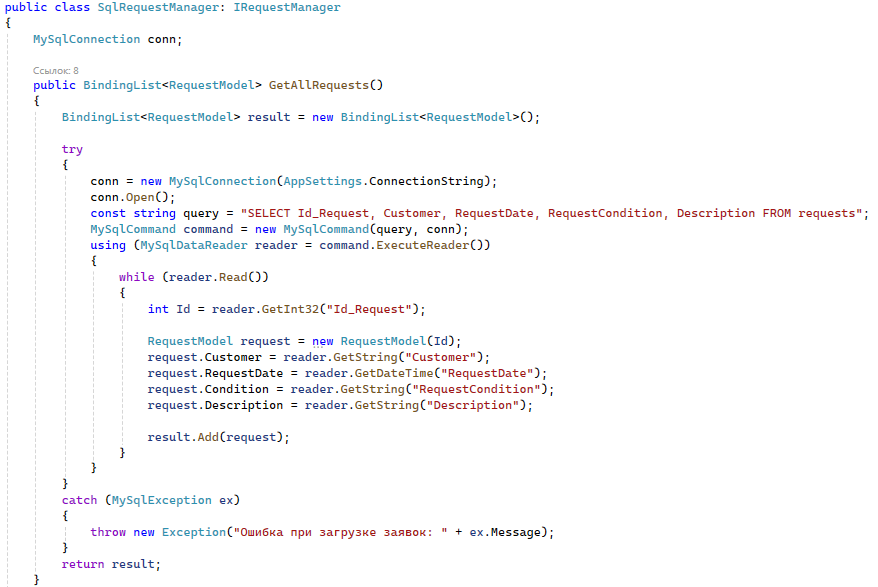 public class SqlRequestManager: IRequestManager
{
MySqlConnection conn;
Ссылок: 8
public BindingList<RequestModel> GetAllRequests()
{
BindingList<RequestModel> result = new BindingList<RequestModel>();
try
{
conn = new MySqlConnection(AppSettings.ConnectionString);
conn.Open();
const string query = "SELECT Id_Request, Customer, RequestDate, RequestCondition, Description FROM requests";
MySqlCommand command = new MySqlCommand(query, conn);
using (MySqlDataReader reader = command.ExecuteReader())
{
while (reader.Read())
{
int Id = reader.GetInt32("Id_Request");
RequestModel request = new RequestModel(Id);
request.Customer = reader.GetString("Customer");
request.RequestDate = reader.GetDateTime("RequestDate");
request.Condition = reader.GetString("RequestCondition");
request.Description = reader.GetString("Description");
result.Add(request);
}
}
}
catch (MySqlException ex)
{
throw new Exception("Ошибка при загрузке заявок: " + ex.Message);
}
return result;
}